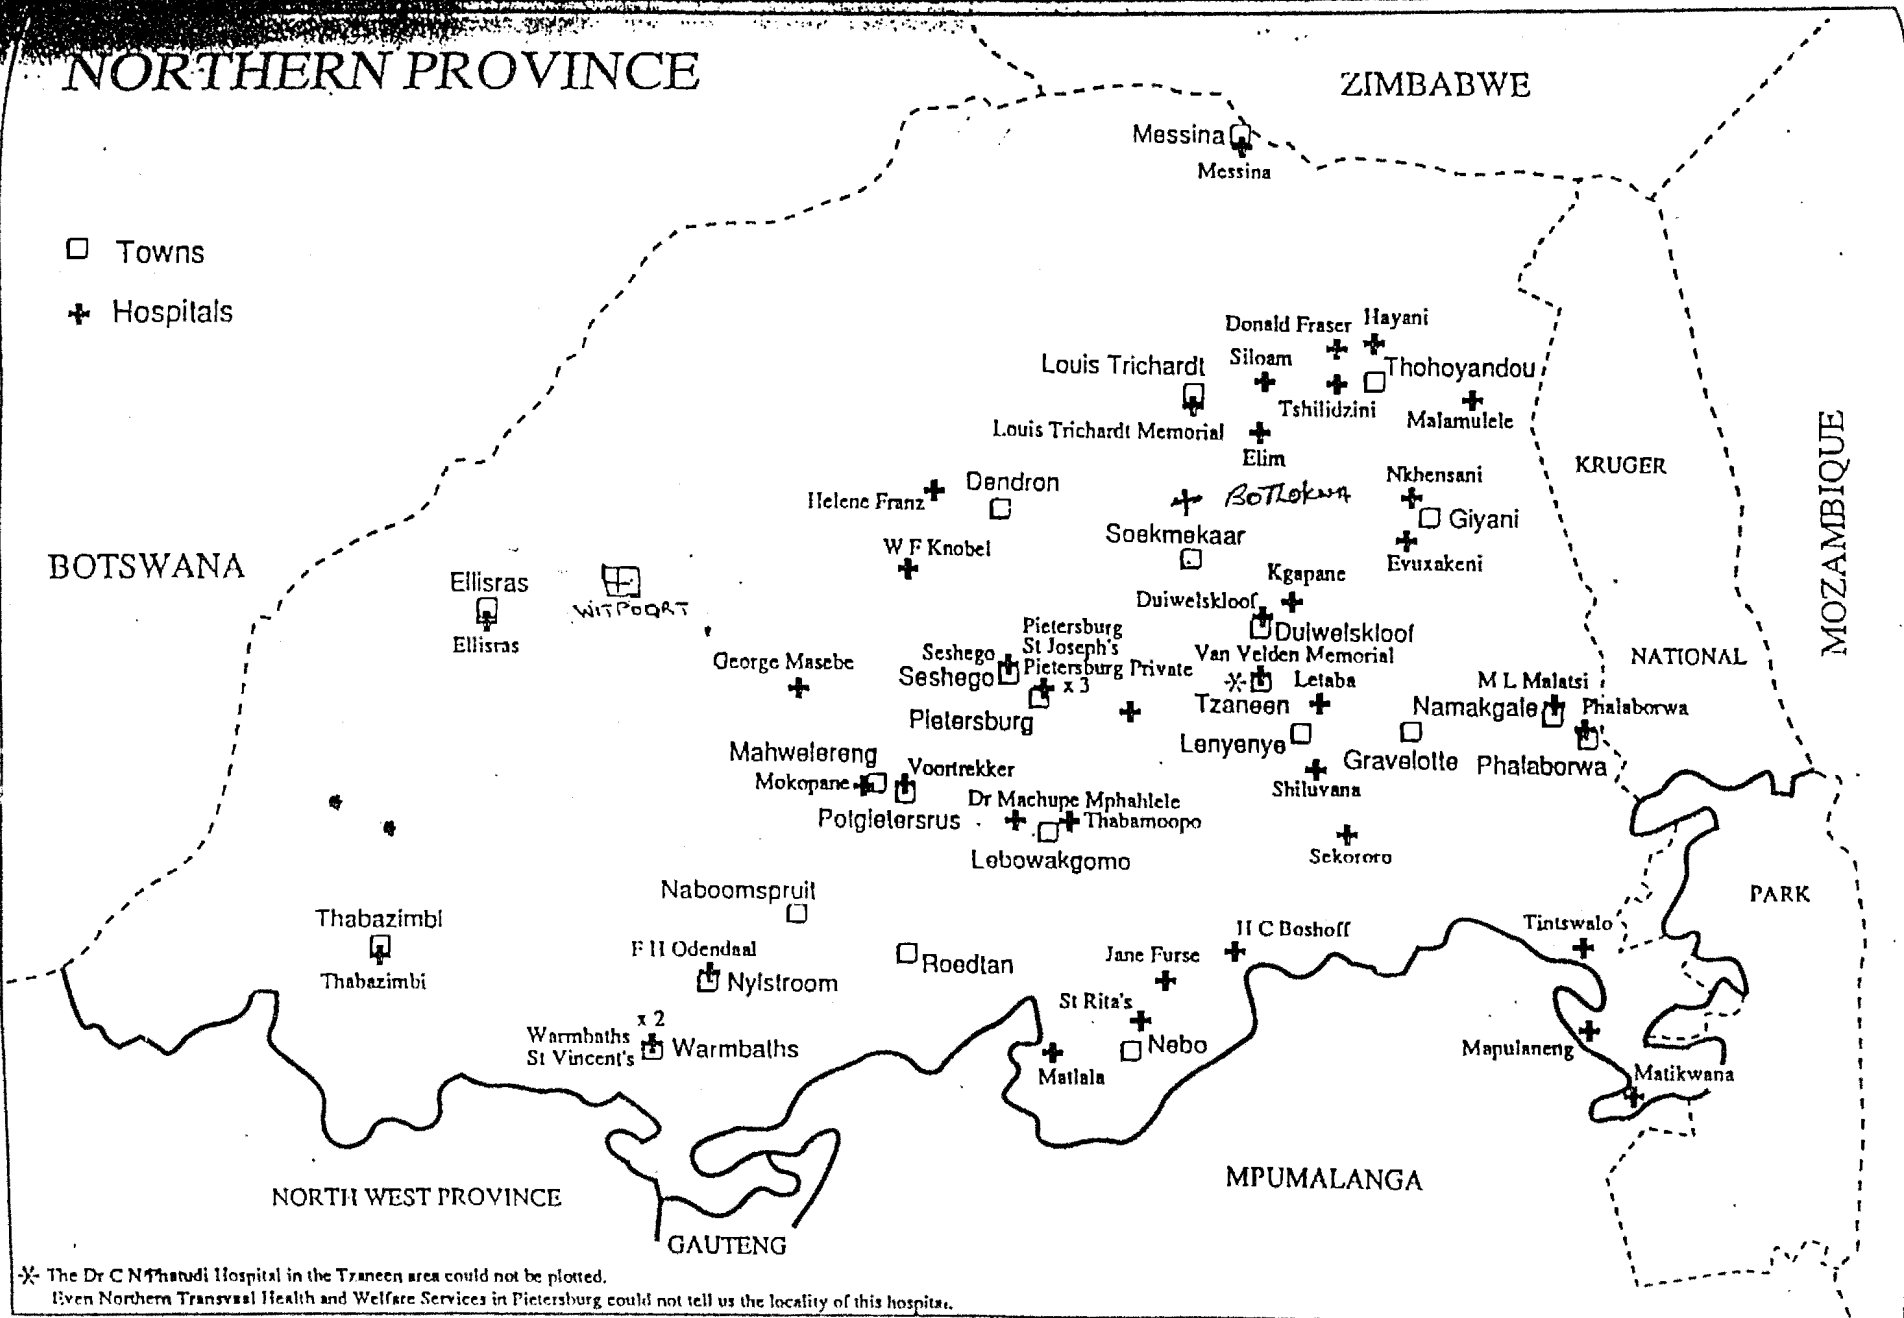 NORTHERN PROVINCE
ZIMBABWE
Messina
Messina
Towns
Hospitals
Donald Fraser
Hayani
Siloam
Louis Trichardt
Thohoyandou
Tshilidzini
Malamulele
Louis Trichardt Memorial
Elim
KRUGER
MOZAMBIQUE
Dendron
Nkhensani
Helene Franz
BOTHOKWA
Giyani
Soekmekaar
W F Knobel
Evuxakeni
BOTSWANA
Ellisras
WITPOORT
Ellisras
Kgapane
Duiwelskloof
Duiwelskloof
Pietersburg
St Joseph's
Pietersburg Private
Seshego
Seshego
x 3
Pietersburg
George Masebe
Van Velden Memorial
NATIONAL
Letaba
Tzaneen
M L Malatsi
Namakgale
Phalaborwa
Lenyenye
Gravelotte
Phalaborwa
Mahwelereng
Mokopane
Voortrekker
Shiluvana
Potgietersrus
Dr Machupe Mphahlele
Thabamoopo
Lebowakgomo
Sekororo
Naboomspruit
PARK
Thabazimbi
Thabazimbi
F H Odendaal
Nylstroom
Roedtan
H C Boshoff
Tintswalo
Jane Furse
St Rita's
x 2
Warmbaths
St Vincent's
Warmbaths
Nebo
Matlala
Mapulaneng
Matikwana
NORTH WEST PROVINCE
MPUMALANGA
GAUTENG
-X- The Dr C N Phatudi Hospital in the Tzaneen area could not be plotted.
Even Northern Transvaal Health and Welfare Services in Pietersburg could not tell us the locality of this hospital.